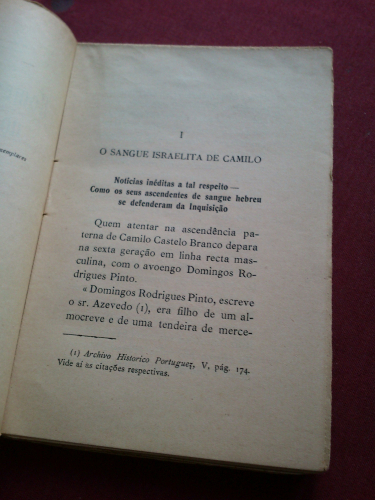 exemplares
I
O SANGUE ISRAELITA DE CAMILO
Notícias inéditas a tal respeito —
Como os seus ascendentes de sangue hebreu
se defenderam da Inquisição
Quem atentar na ascendência pa-
terna de Camilo Castelo Branco depara
na sexta geração em linha recta mas-
culina, com o avoengo Domingos Ro-
drigues Pinto.
« Domingos Rodrigues Pinto, escreve
o sr. Azevedo (1), era filho de um al-
mocreve e de uma tendeira de merce-
(1) Archivo Historico Portuguez, V, pág. 174.
Vide aí as citações respectivas.